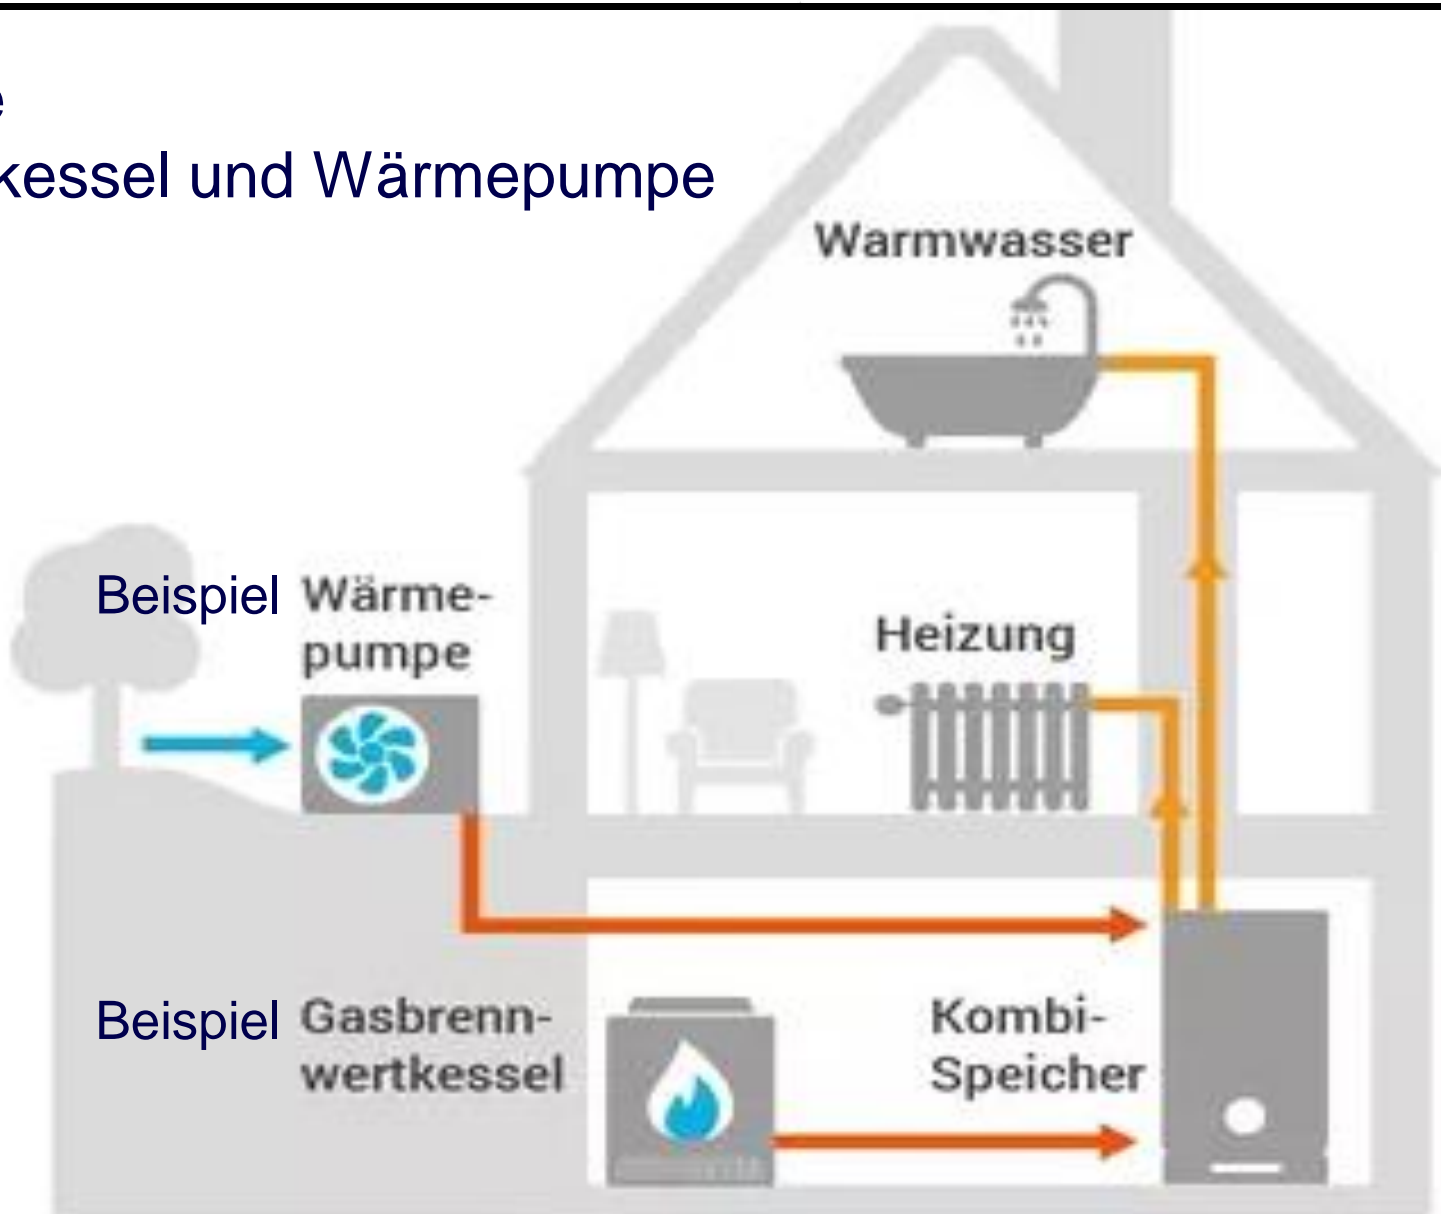 e
kessel und Wärmepumpe
Warmwasser
Beispiel Wärme-
pumpe
Heizung
Beispiel Gasbrenn-
wertkessel
Kombi-
Speicher